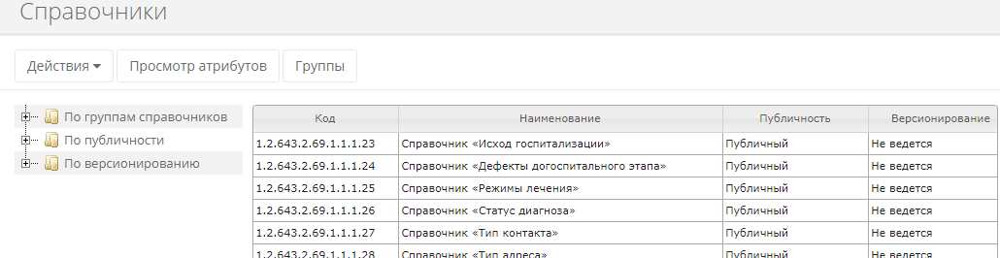 Справочники
Действия Просмотр атрибутов Группы
По группам справочников
По публичности
По версионированию
Код Наименование Публичность Версионирование
1.2.643.2.69.1.1.1.23 Справочник «Исход госпитализации» Публичный Не ведется
1.2.643.2.69.1.1.1.24 Справочник «Дефекты догоспитального этапа» Публичный Не ведется
1.2.643.2.69.1.1.1.25 Справочник «Режимы лечения» Публичный Не ведется
1.2.643.2.69.1.1.1.26 Справочник «Статус диагноза» Публичный Не ведется
1.2.643.2.69.1.1.1.27 Справочник «Тип контакта» Публичный Не ведется
1.2.643.2.69.1.1.1.28 Справочник «Тип адреса» Публичный Не ведется